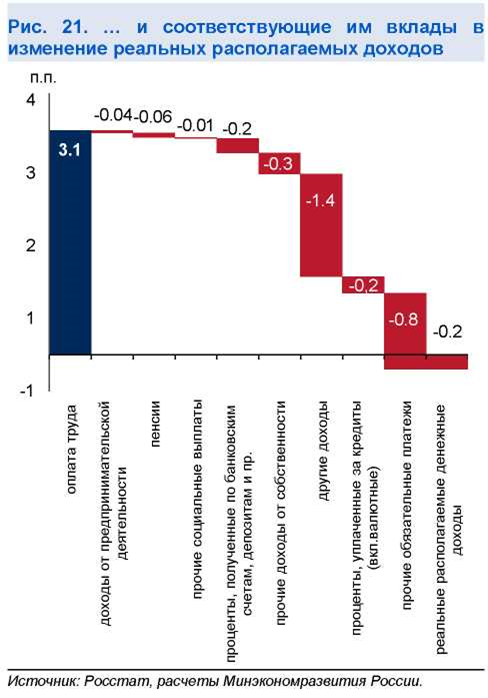 Рис. 21. ... и соответствующие им вклады в
изменение реальных располагаемых доходов
п.п.
4
3
2
1
-1
3.1
-0.04
-0.06
-0.01
-0.2
-0.3
-1.4
-0,2
-0.8
-0.2
оплата труда
доходы от предпринимательской
деятельности
пенсии
прочие социальные выплаты
проценты, полученные по банковским
счетам, депозитам и пр.
прочие доходы от собственности
другие доходы
проценты, уплаченные за кредиты
(вкл.валютные)
прочие обязательные платежи
реальные располагаемые денежные
доходы
Источник: Росстат, расчеты Минэкономразвития России.